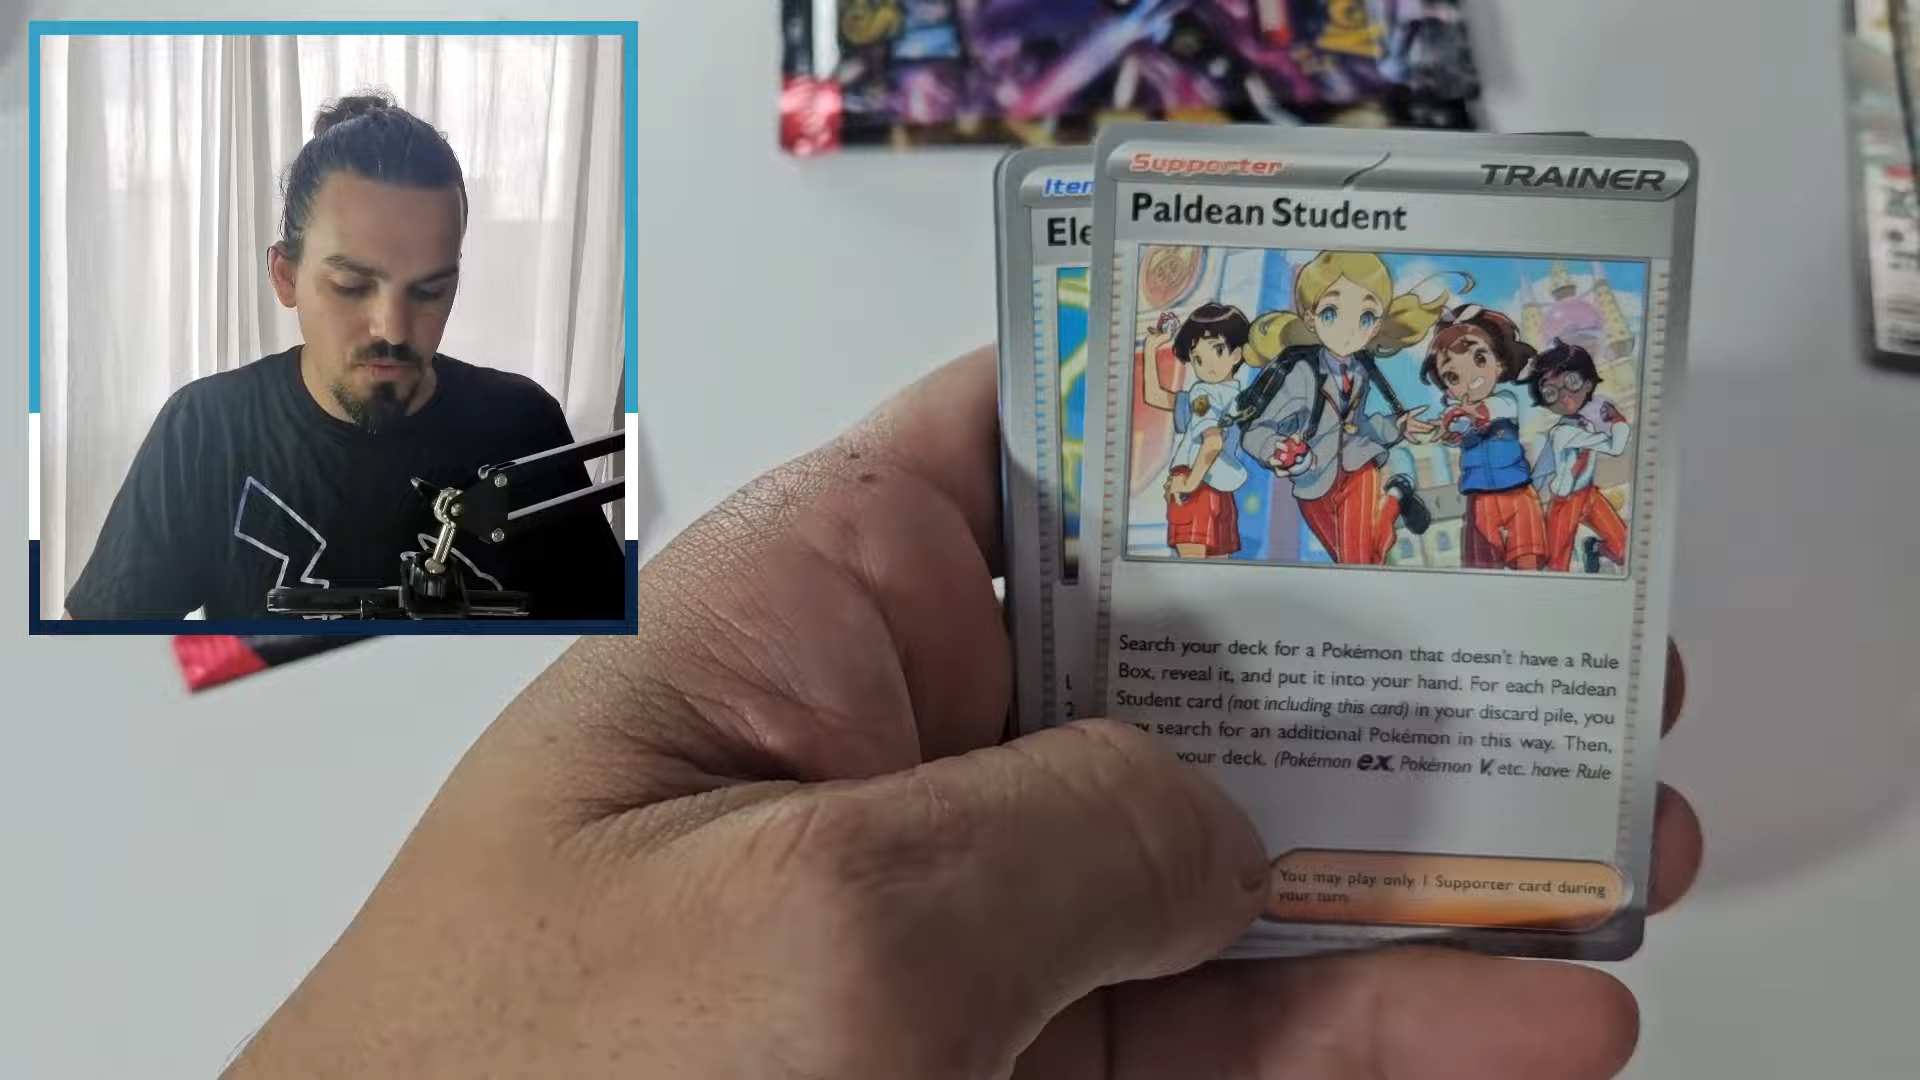 Supporter
TRAINER
Paldean Student
Item
Ele
Search your deck for a Pokémon that doesn't have a Rule
Box, reveal it, and put it into your hand. For each Paldean
Student card (not including this card) in your discard pile, you
search for an additional Pokémon in this way. Then,
your deck. (Pokémon ex, Pokémon V, etc. have Rule
You may play only 1 Supporter card during
your turn.